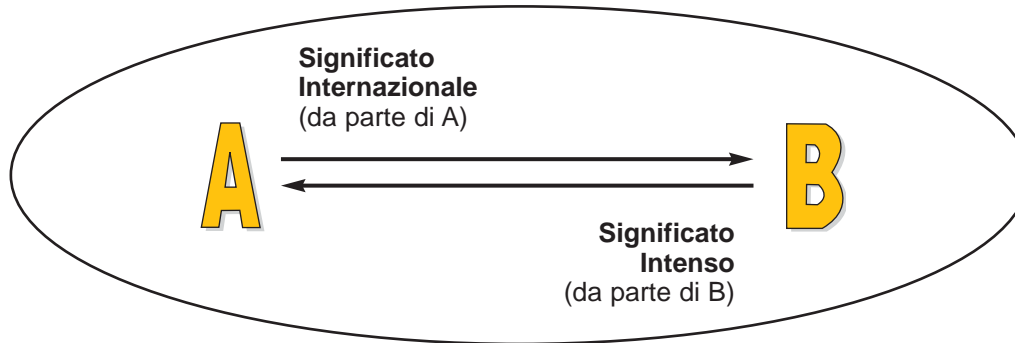 Significato
Internazionale
(da parte di A)
A
B
Significato
Intenso
(da parte di B)